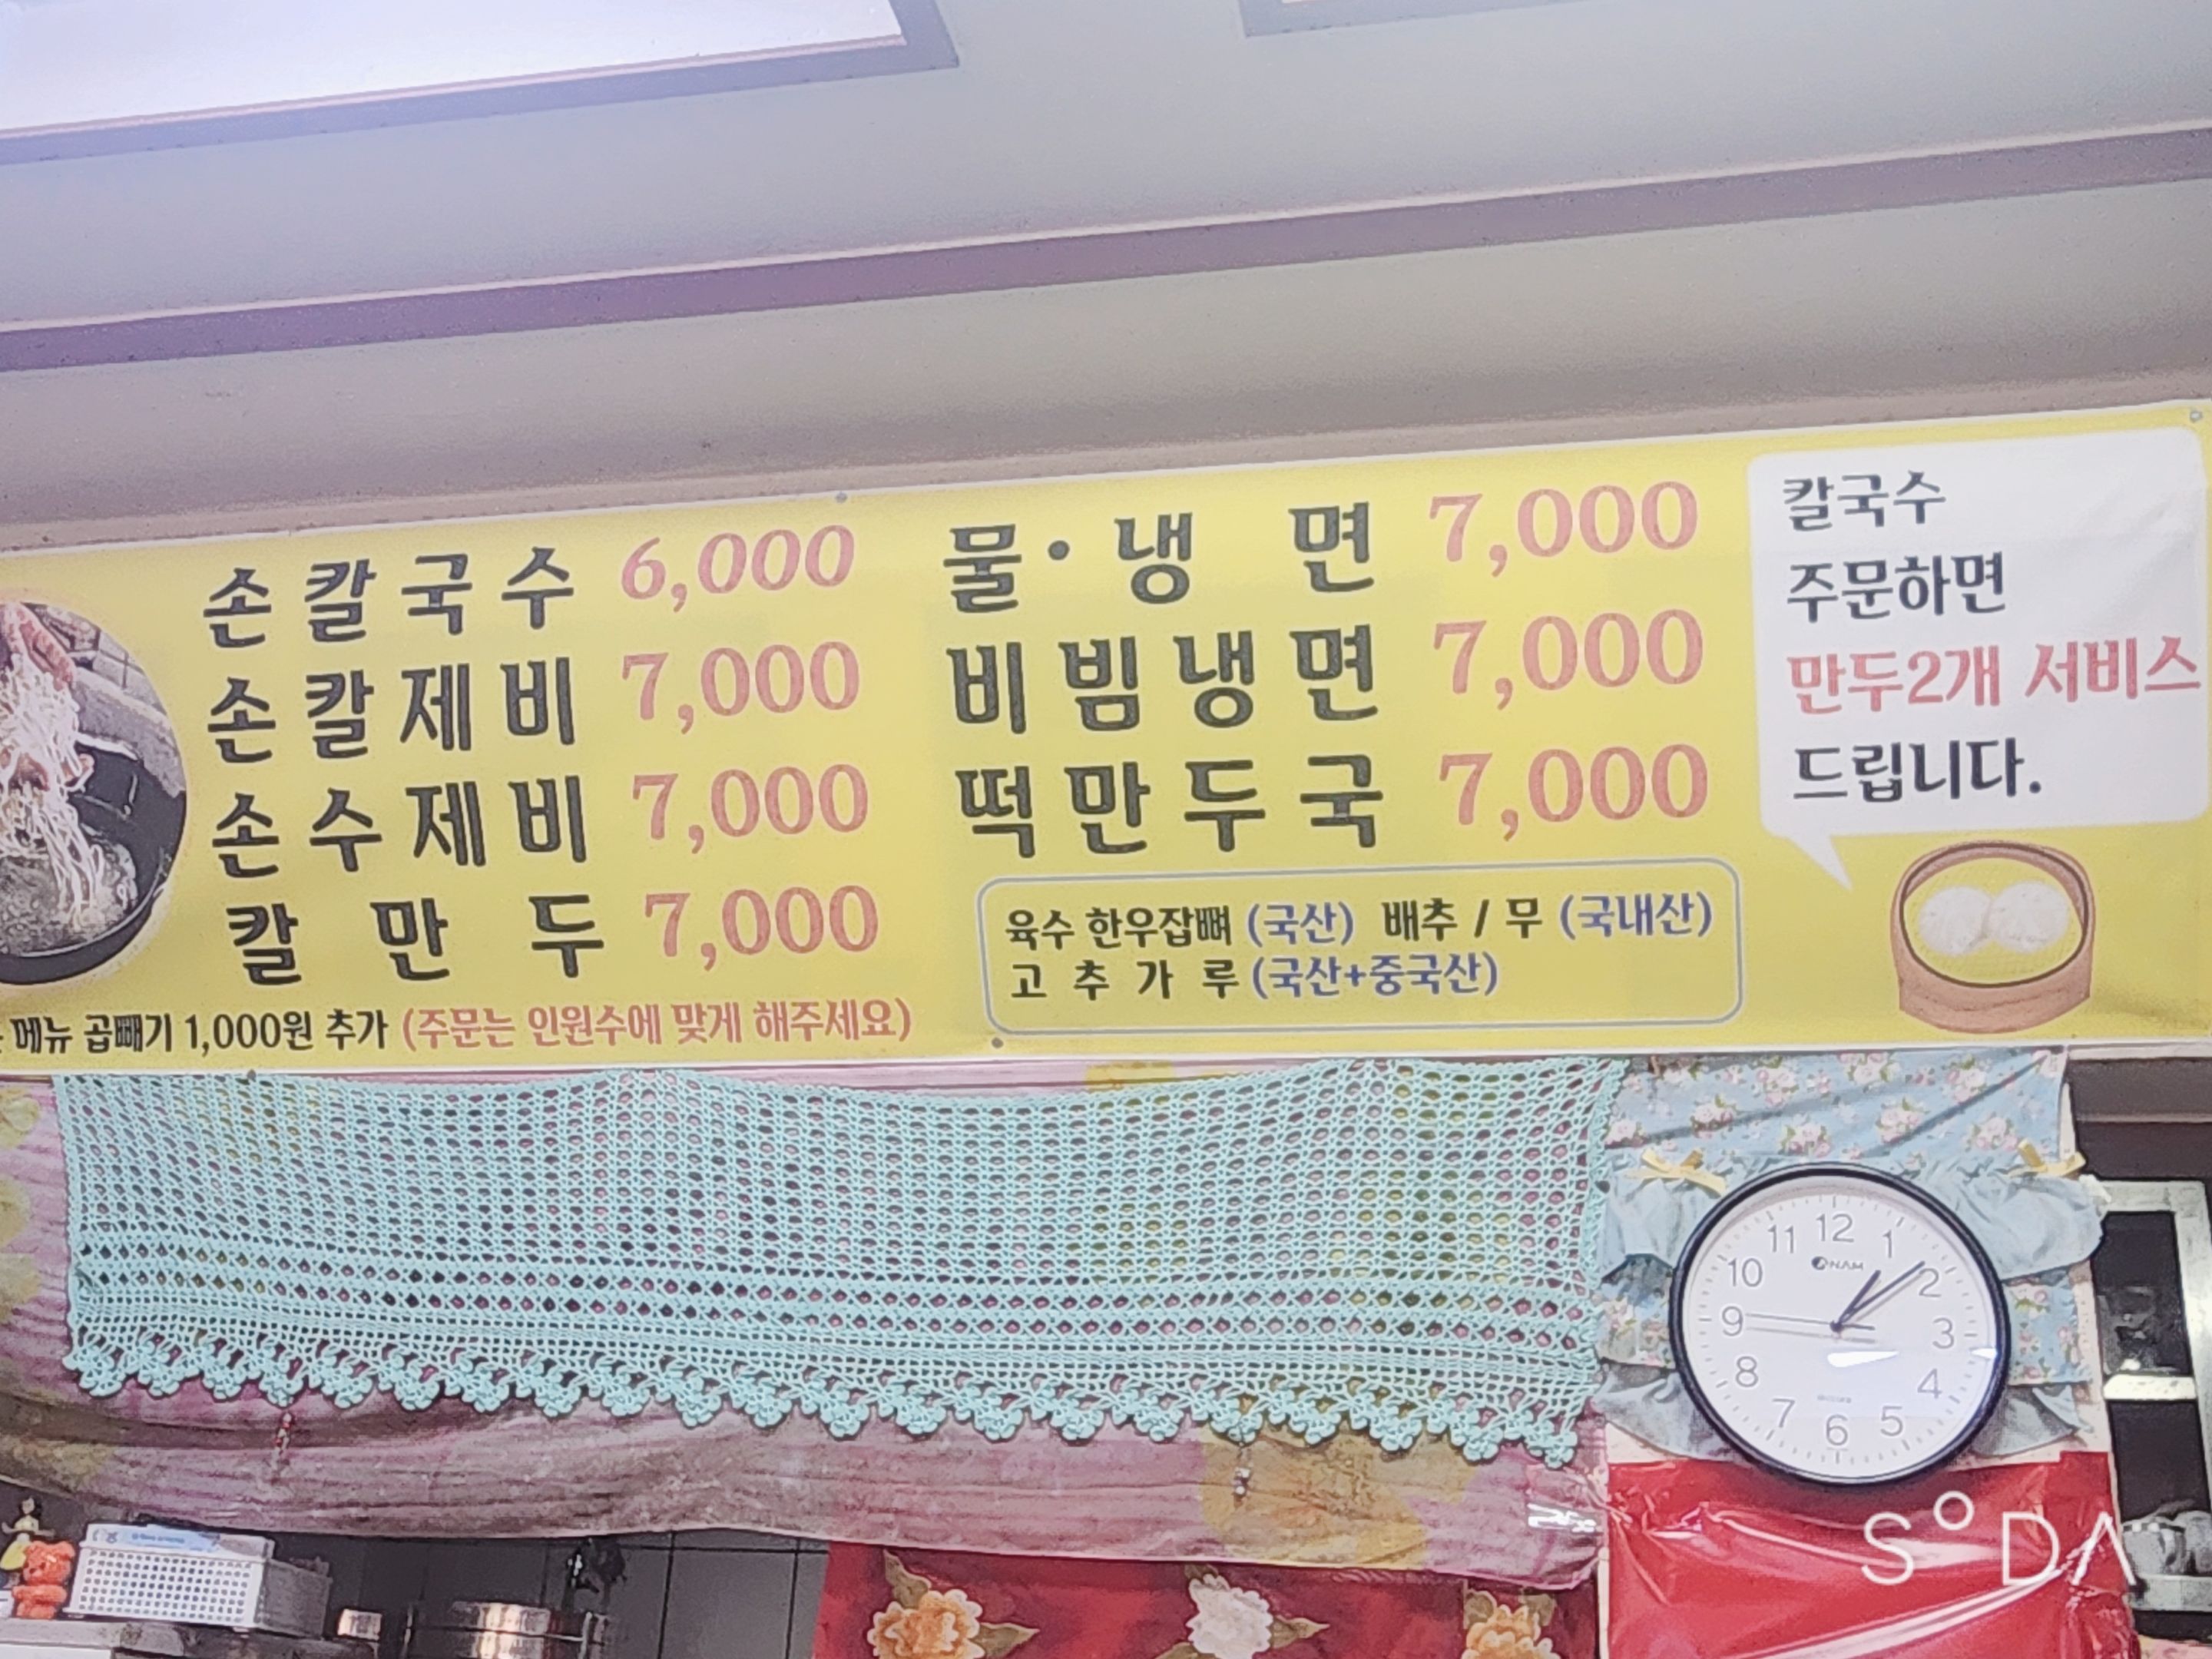 손칼국수 6,000
손칼제비 7,000
손수제비 7,000
칼만두 7,000
메뉴 곱빼기 1,000원 추가 (주문는 인원수에 맞게 해주세요)
물·냉면 7,000
비빔냉면 7,000
떡만두국 7,000
육수 한우잡뼈 (국산) 배추 / 무 (국내산)
고추가루 (국산+중국산)
칼국수
주문하면
만두2개 서비스
드립니다.
12
1
2
3
4
5
6
7
8
9
10
11
SODA